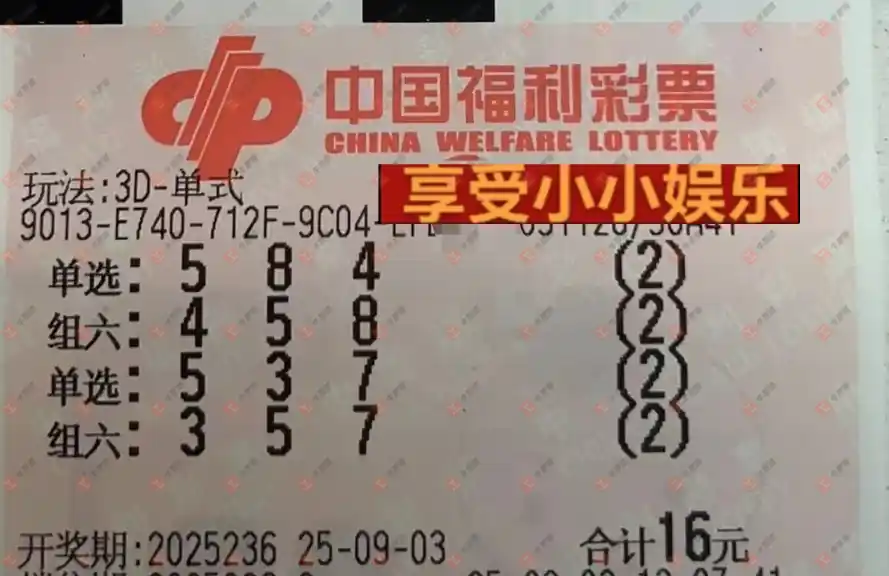 中国福利彩票
CHINA WELFARE LOTTERY
玩法:3D-单式
享受小小娱乐
9013-E740-712F-9C04-
单选: 5 8 4 (2)
组六: 4 5 8 (2)
单选: 5 3 7 (2)
组六: 3 5 7 (2)
开奖期:2025236 25-09-03 合计16元